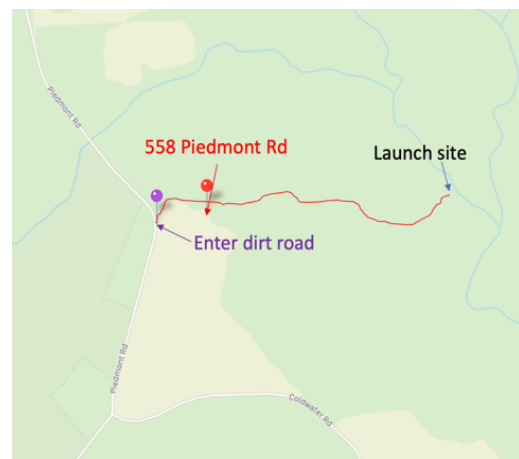 Piedmont Rd
558 Piedmont Rd
Launch site
Enter dirt road
Piedmont Rd
Coldwater Rd